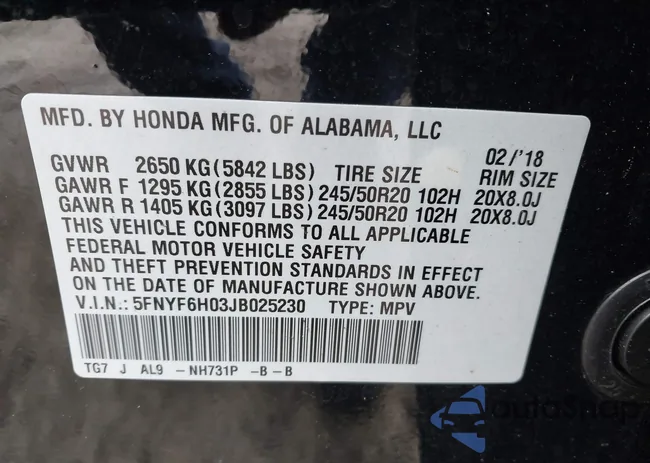 MFD. BY HONDA MFG. OF ALABAMA, LLC
02/'18
GVWR 2650 KG(5842 LBS) TIRE SIZE RIM SIZE
GAWR F 1295 KG(2855 LBS)245/50R20 102H 20X8.0J
GAWR R 1405 KG(3097 LBS)245/50R20 102H 20X8.0J
THIS VEHICLE CONFORMS TO ALL APPLICABLE
FEDERAL MOTOR VEHICLE SAFETY
AND THEFT PREVENTION STANDARDS IN EFFECT
ON THE DATE OF MANUFACTURE SHOWN ABOVE.
V.I.N.: 5FNYF6H03JB025230 TYPE: MPV
TG7 J AL9 -NH731P -B-B
autoShop